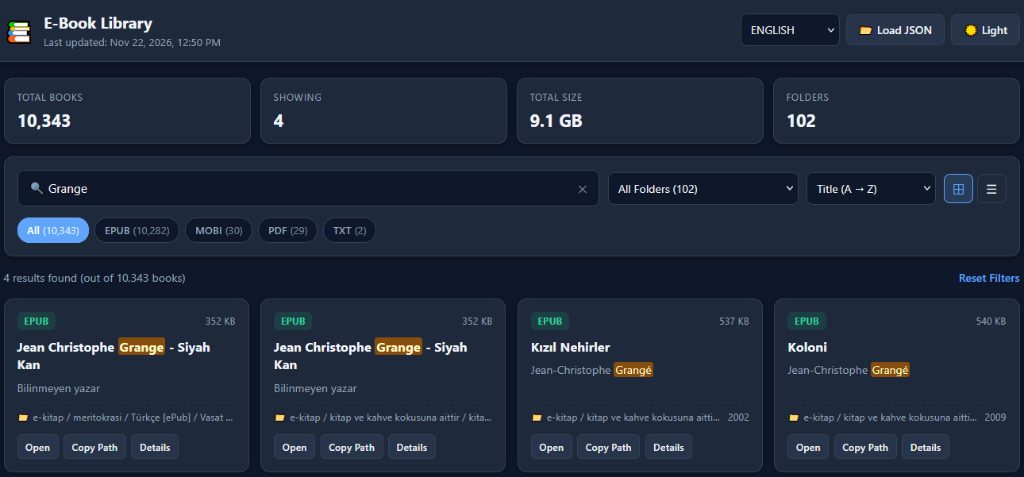 E-Book Library
Last updated: Nov 22, 2026, 12:50 PM
ENGLISH
Load JSON
Light
TOTAL BOOKS
10,343
SHOWING
4
TOTAL SIZE
9.1 GB
FOLDERS
102
Grange
All Folders (102)
Title (A → Z)
All (10,343)
EPUB (10,282)
MOBI (30)
PDF (29)
TXT (2)
4 results found (out of 10,343 books)
Reset Filters
EPUB
352 KB
Jean Christophe Grange - Siyah
Kan
Bilinmeyen yazar
e-kitap / meritokrasi / Türkçe [ePub] / Vasat ...
Open
Copy Path
Details
EPUB
352 KB
Jean Christophe Grange - Siyah
Kan
Bilinmeyen yazar
e-kitap / kitap ve kahve kokusuna aittir / kita...
Open
Copy Path
Details
EPUB
537 KB
Kızıl Nehirler
Jean-Christophe Grangé
e-kitap / kitap ve kahve kokusuna aitti...
2002
Open
Copy Path
Details
EPUB
540 KB
Koloni
Jean-Christophe Grangé
e-kitap / kitap ve kahve kokusuna aitti...
2009
Open
Copy Path
Details